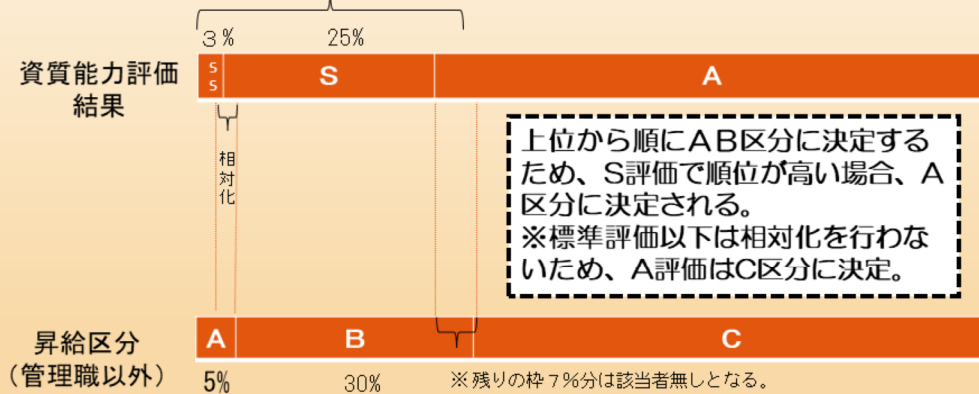 3% 25%
資質能力評価
結果
SS S A
相対化
上位から順にAB区分に決定する
ため、S評価で順位が高い場合、A
区分に決定される。
※標準評価以下は相対化を行わな
いため、A評価はC区分に決定。
昇給区分
（管理職以外）
A B C
5% 30% ※残りの枠7%分は該当者無しとなる。